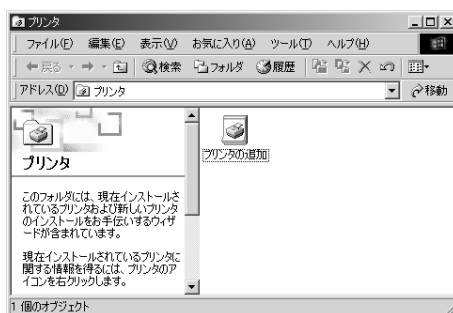 プリンタ
ファイル(F) 編集(E) 表示(V) お気に入り(A) ツール(T) ヘルプ(H)
戻る 検索 フォルダ 履歴
アドレス(D) プリンタ 移動
プリンタ
このフォルダには、現在インストールさ
れているプリンタおよび新しいプリンタ
のインストールをお手伝いするウィザ
ードが含まれています。
現在インストールされているプリンタに
関する情報を得るには、プリンタのア
イコンを右クリックします。
プリンタの追加
1 個のオブジェクト